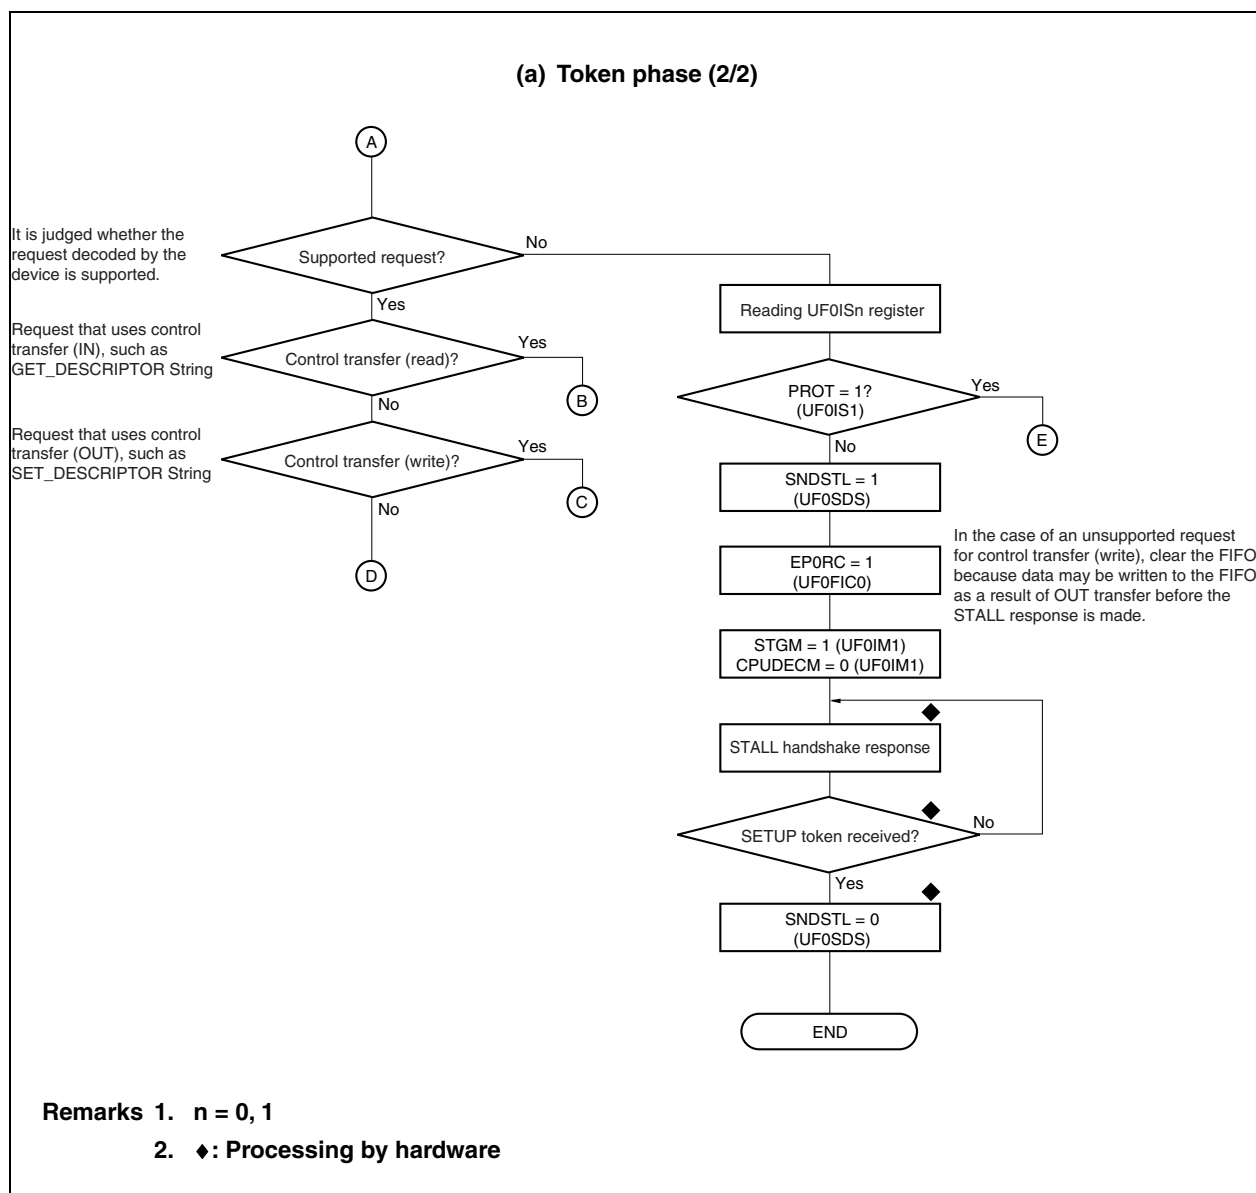 (a) Token phase (2/2)
A
It is judged whether the
request decoded by the
device is supported.
Supported request?
No
Yes
Reading UF0ISn register
Request that uses control
transfer (IN), such as
GET_DESCRIPTOR String
Control transfer (read)?
Yes
B
No
PROT = 1?
(UF0IS1)
Yes
E
No
Request that uses control
transfer (OUT), such as
SET_DESCRIPTOR String
Control transfer (write)?
Yes
C
No
D
SNDSTL = 1
(UF0SDS)
EP0RC = 1
(UF0FIC0)
In the case of an unsupported request
for control transfer (write), clear the FIFO
because data may be written to the FIFO
as a result of OUT transfer before the
STALL response is made.
STGM = 1 (UF0IM1)
CPUDECM = 0 (UF0IM1)
◆
STALL handshake response
◆
SETUP token received?
No
Yes
◆
SNDSTL = 0
(UF0SDS)
END
Remarks 1. n = 0, 1
2. ◆: Processing by hardware